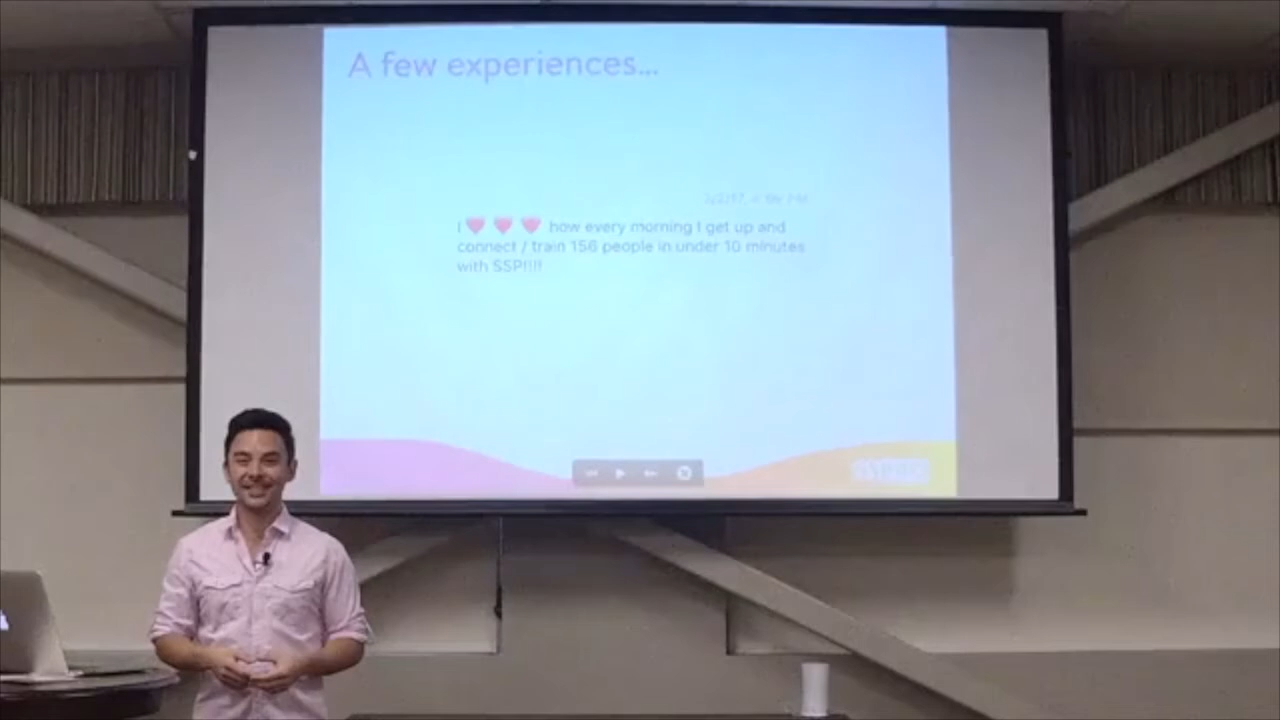 A few experiences...
I ❤️ ❤️ ❤️ how every morning I get up and
connect / train 156 people in under 10 minutes
with SSP!!!!